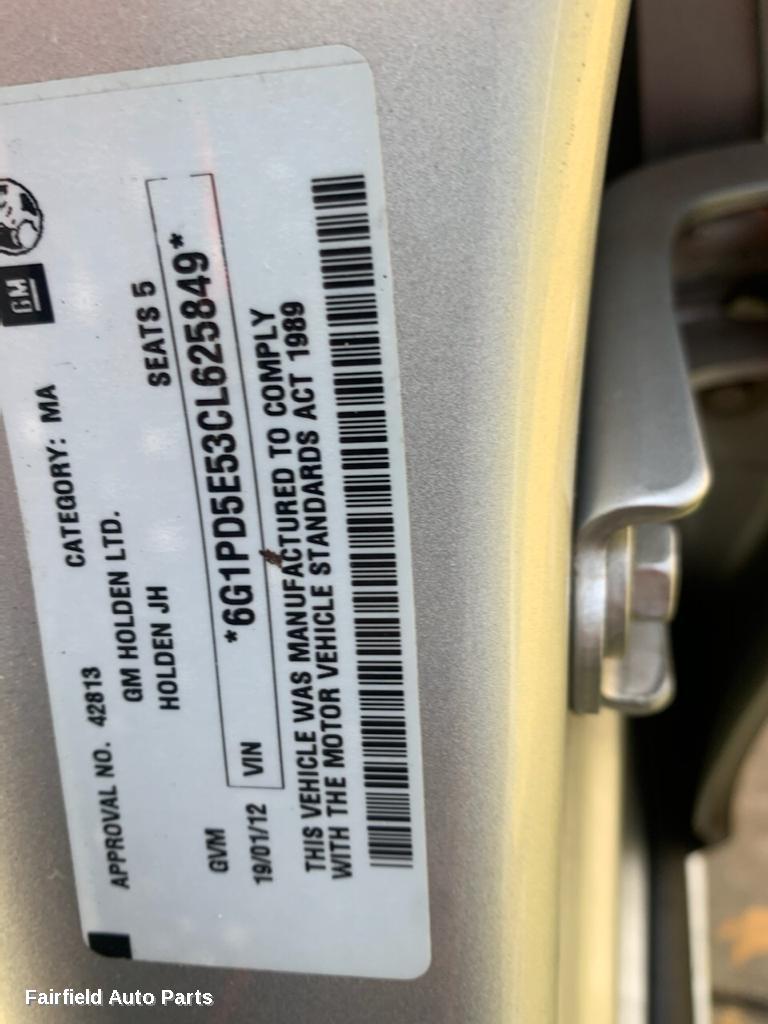 GM
APPROVAL NO. 42813 CATEGORY: MA
GM HOLDEN LTD.
HOLDEN JH SEATS 5
GVM
19/01/12 VIN *6G1PD5E53CL625849*
THIS VEHICLE WAS MANUFACTURED TO COMPLY
WITH THE MOTOR VEHICLE STANDARDS ACT 1989
Fairfield Auto Parts